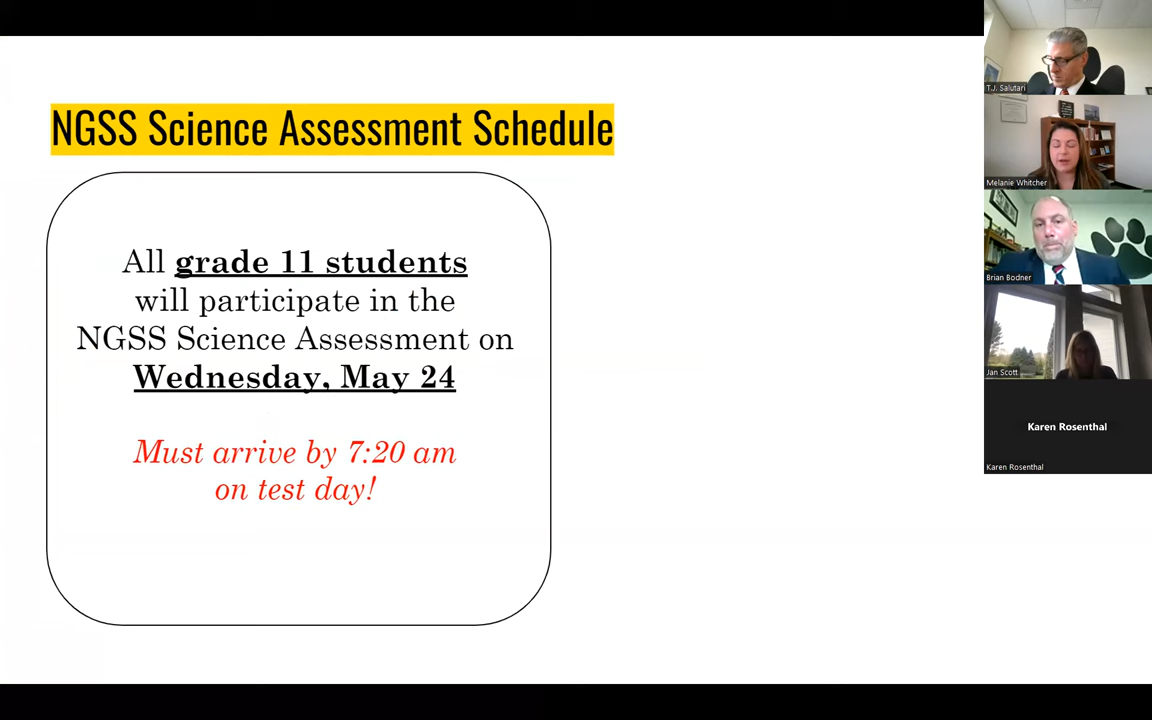 NGSS Science Assessment Schedule
All grade 11 students
will participate in the
NGSS Science Assessment on
Wednesday, May 24
Must arrive by 7:20 am
on test day!
T.J. Salutari
Melanie Whitcher
Brian Bodner
Jan Scott
Karen Rosenthal
Karen Rosenthal